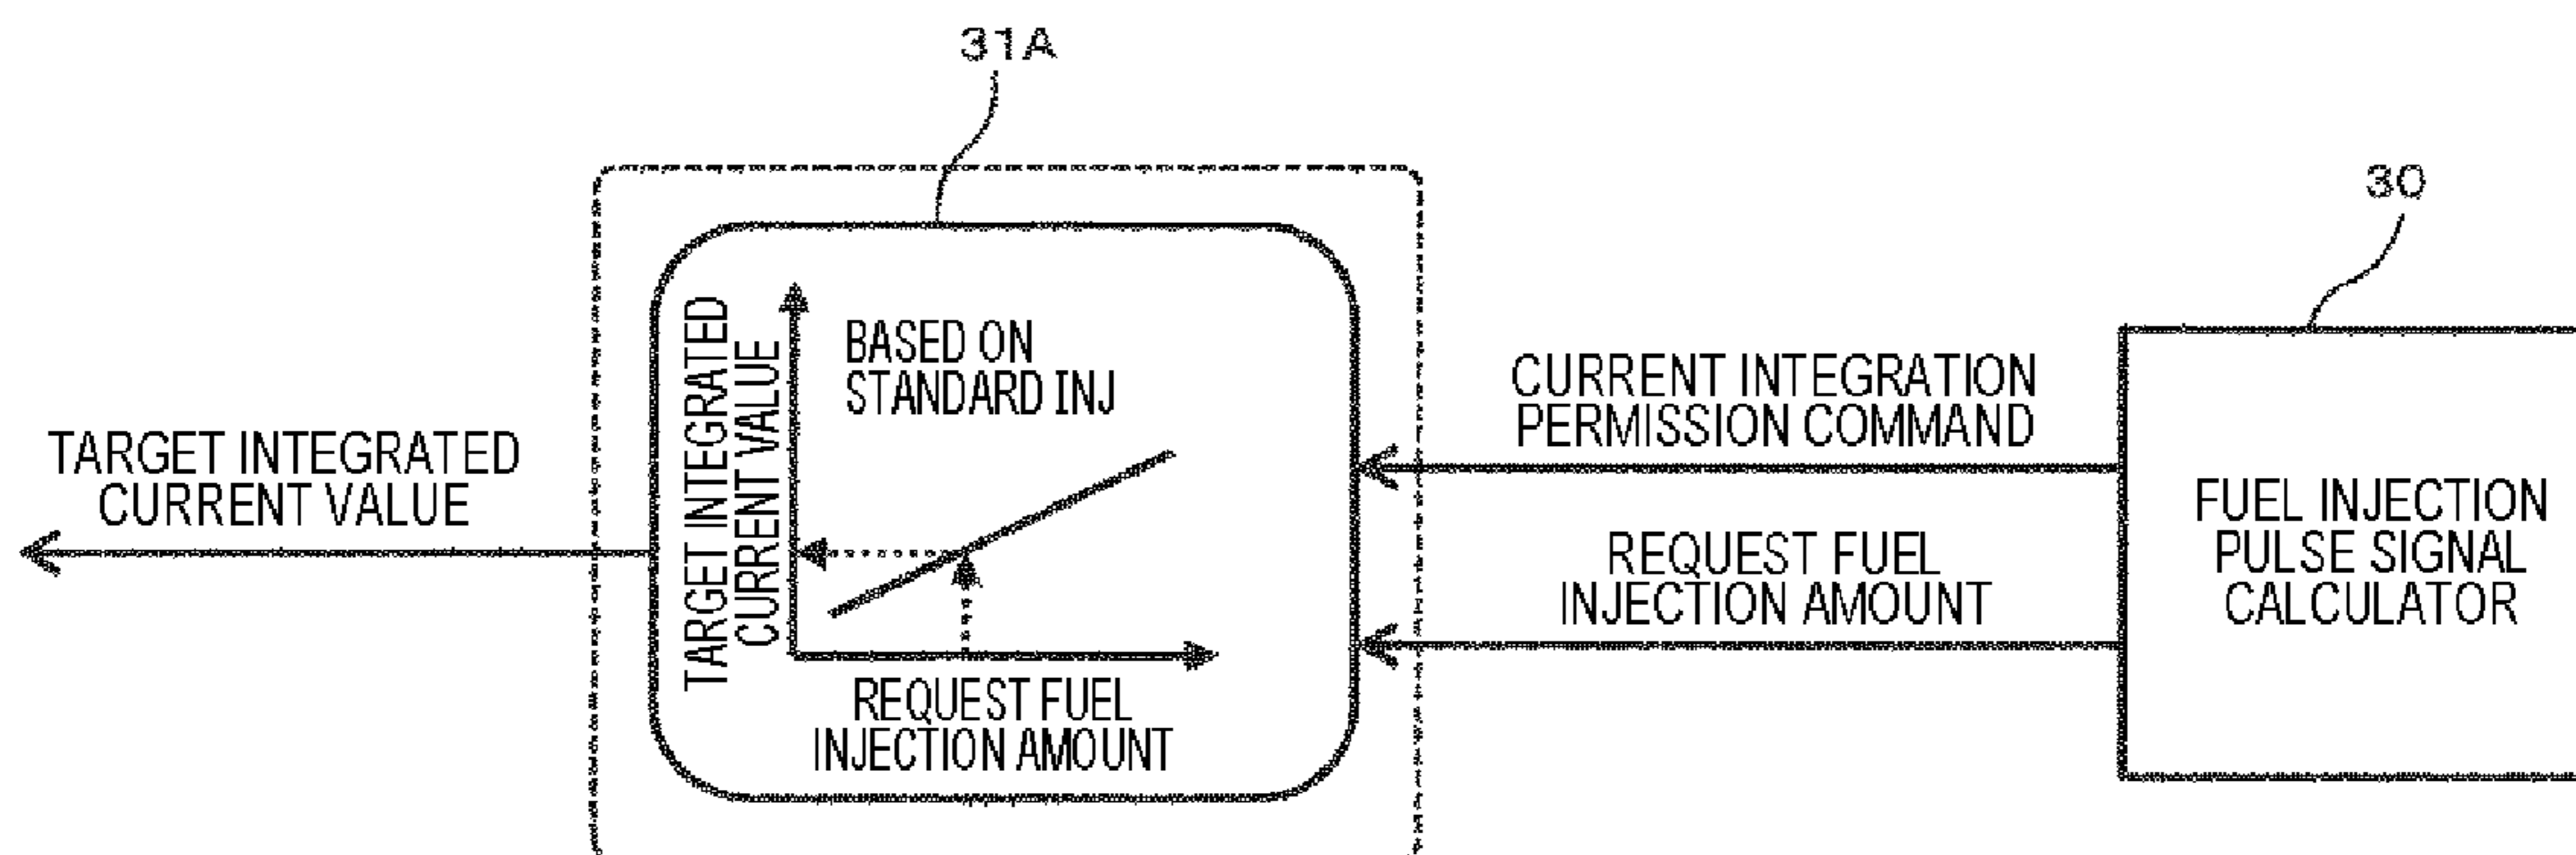 31A
30
TARGET INTEGRATED
CURRENT VALUE
TARGET INTEGRATED
CURRENT VALUE
BASED ON
STANDARD INJ
REQUEST FUEL
INJECTION AMOUNT
CURRENT INTEGRATION
PERMISSION COMMAND
REQUEST FUEL
INJECTION AMOUNT
FUEL INJECTION
PULSE SIGNAL
CALCULATOR